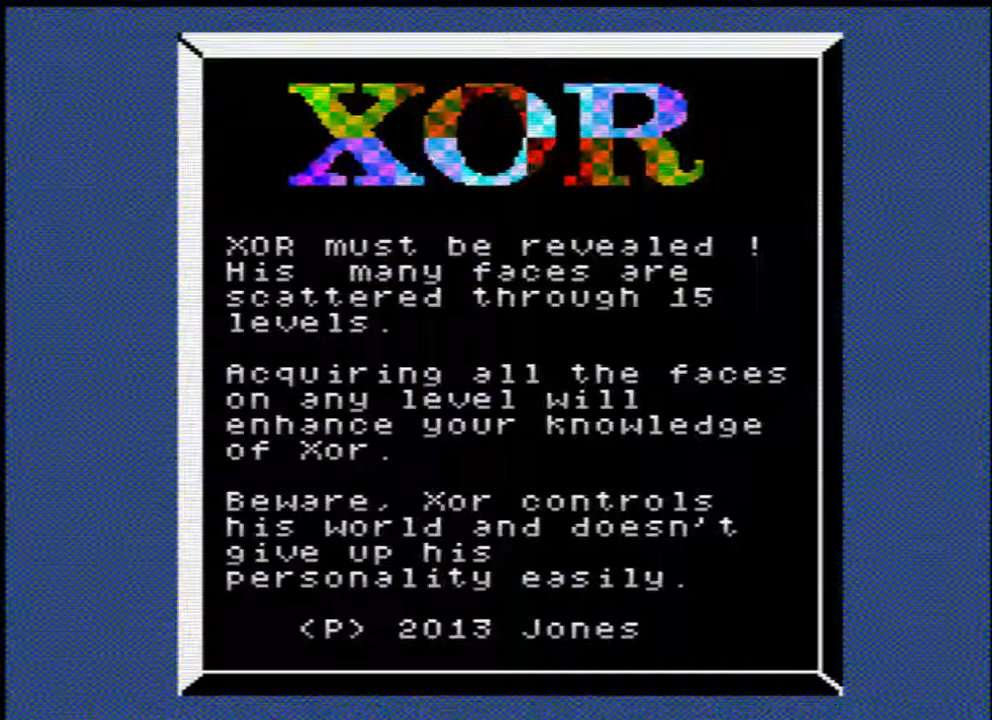 XOR
XOR must be revealed !
His many faces are
scattered through 15
levels.
Acquiring all the faces
on any level will
enhance your knowledge
of Xor.
Beware, Xor controls
his world and doesn't
give up his
personality easily.
(P) 2013 Jones